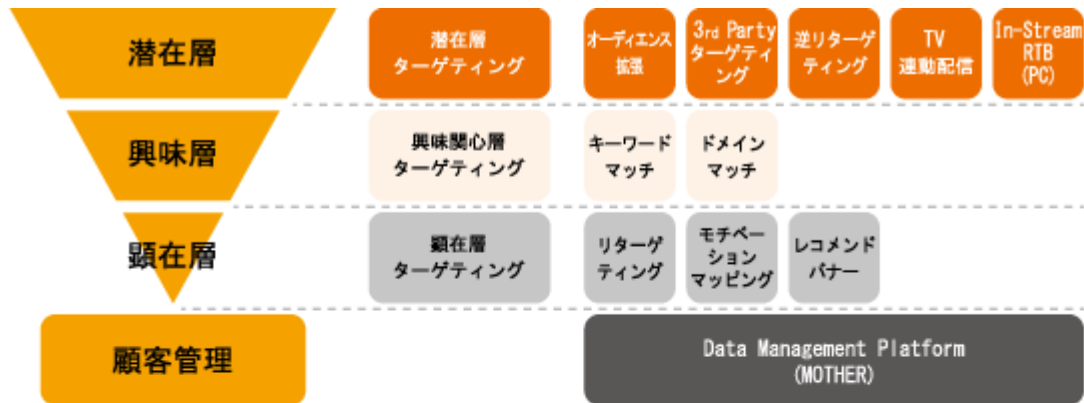 潜在層
潜在層
ターゲティング
オーディエンス
拡張
3rd Party
ターゲティ
ング
逆リターゲ
ティング
TV
連動配信
In-Stream
RTB
(PC)
興味層
興味関心層
ターゲティング
キーワード
マッチ
ドメイン
マッチ
顕在層
顕在層
ターゲティング
リターゲ
ティング
モチベー
ション
マッピング
レコメンド
バナー
顧客管理
Data Management Platform
(MOTHER)